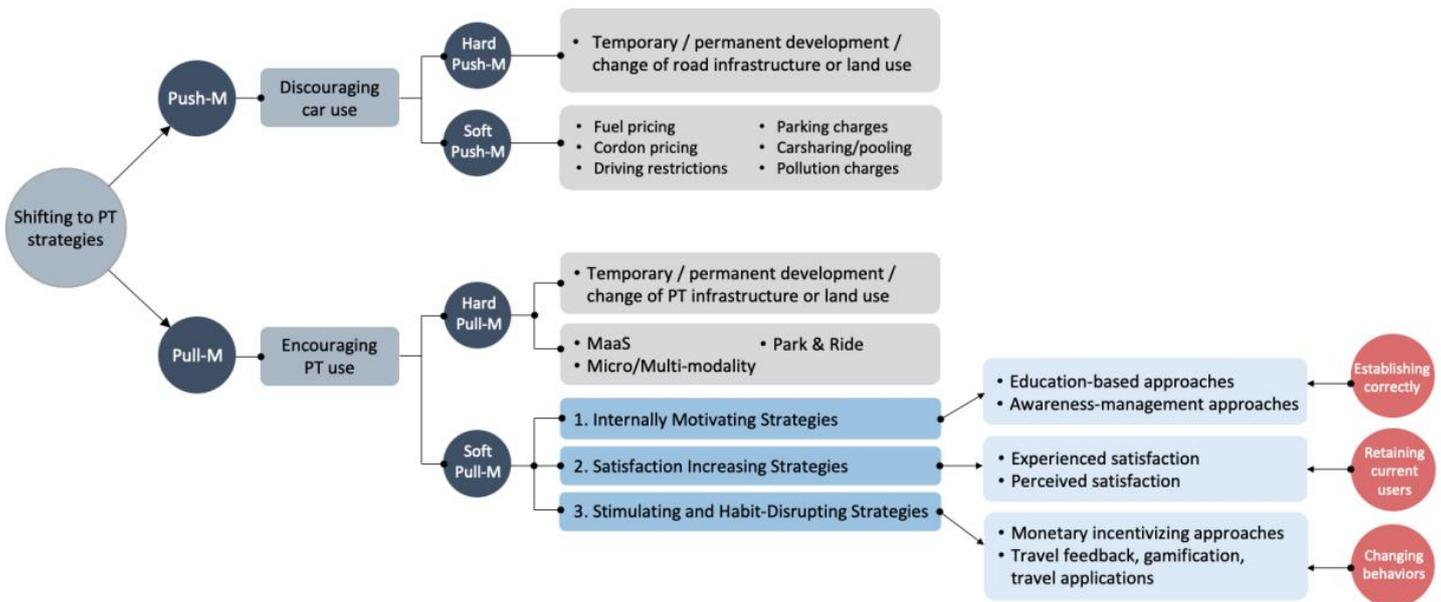 Shifting to PT
strategies
Push-M
Discouraging
car use
Hard
Push-M
• Temporary / permanent development /
change of road infrastructure or land use
Soft
Push-M
• Fuel pricing
• Cordon pricing
• Driving restrictions
• Parking charges
• Carsharing/pooling
• Pollution charges
Pull-M
Encouraging
PT use
Hard
Pull-M
• Temporary / permanent development /
change of PT infrastructure or land use
• MaaS • Park & Ride
• Micro/Multi-modality
Soft
Pull-M
1. Internally Motivating Strategies
• Education-based approaches
• Awareness-management approaches
Establishing
correctly
2. Satisfaction Increasing Strategies
• Experienced satisfaction
• Perceived satisfaction
Retaining
current
users
3. Stimulating and Habit-Disrupting Strategies
• Monetary incentivizing approaches
• Travel feedback, gamification,
travel applications
Changing
behaviors